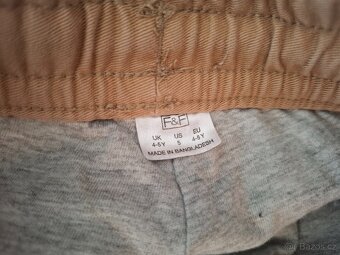 F&F
UK US EU
4-5Y 5 4-5Y
MADE IN BANGLADESH
Bazos.cz